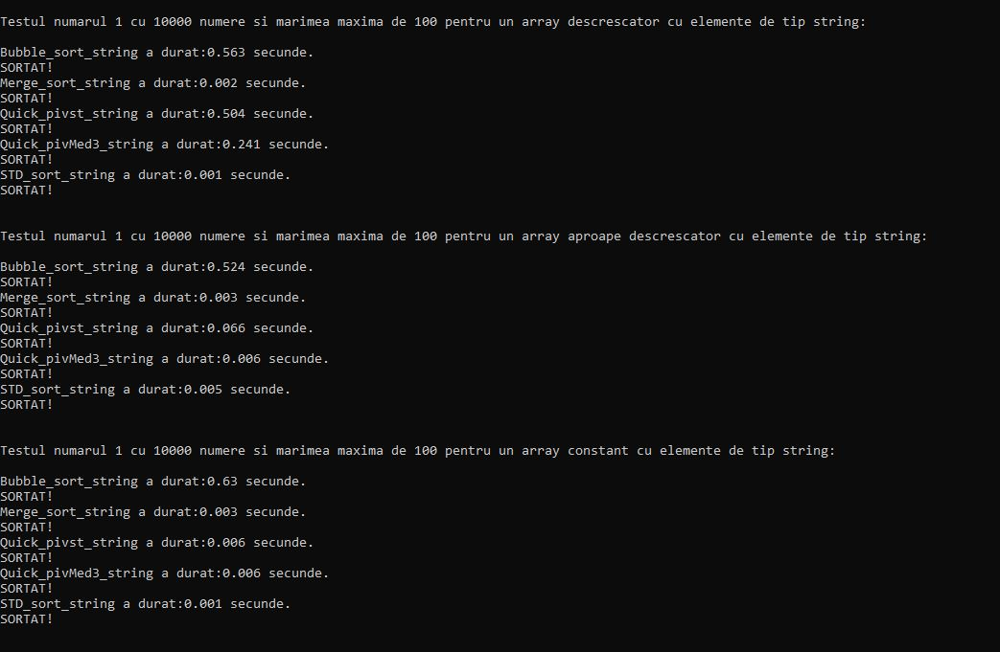 Testul numarul 1 cu 10000 numere si marimea maxima de 100 pentru un array descrescator cu elemente de tip string:
Bubble_sort_string a durat:0.563 secunde.
SORTAT!
Merge_sort_string a durat:0.002 secunde.
SORTAT!
Quick_pivst_string a durat:0.504 secunde.
SORTAT!
Quick_pivMed3_string a durat:0.241 secunde.
SORTAT!
STD_sort_string a durat:0.001 secunde.
SORTAT!
Testul numarul 1 cu 10000 numere si marimea maxima de 100 pentru un array aproape descrescator cu elemente de tip string:
Bubble_sort_string a durat:0.524 secunde.
SORTAT!
Merge_sort_string a durat:0.003 secunde.
SORTAT!
Quick_pivst_string a durat:0.066 secunde.
SORTAT!
Quick_pivMed3_string a durat:0.006 secunde.
SORTAT!
STD_sort_string a durat:0.005 secunde.
SORTAT!
Testul numarul 1 cu 10000 numere si marimea maxima de 100 pentru un array constant cu elemente de tip string:
Bubble_sort_string a durat:0.63 secunde.
SORTAT!
Merge_sort_string a durat:0.003 secunde.
SORTAT!
Quick_pivst_string a durat:0.006 secunde.
SORTAT!
Quick_pivMed3_string a durat:0.006 secunde.
SORTAT!
STD_sort_string a durat:0.001 secunde.
SORTAT!